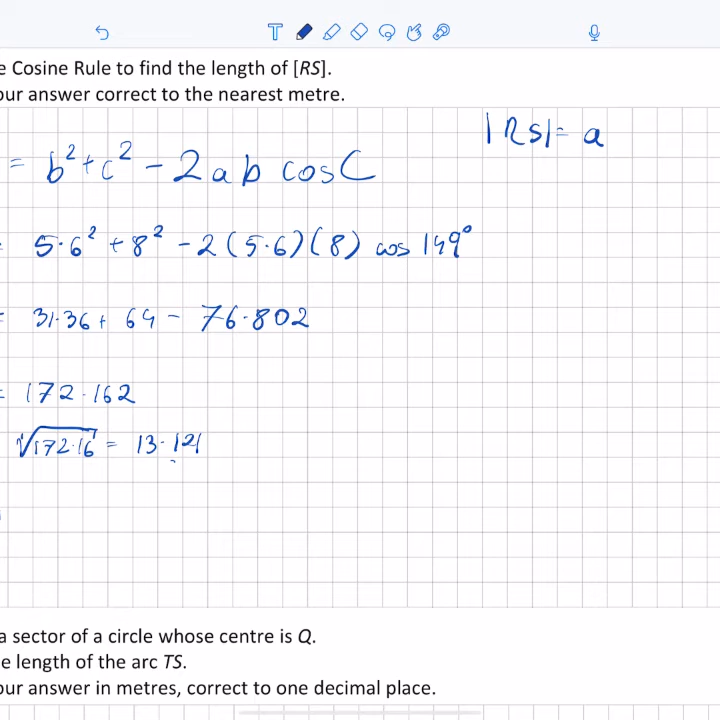 e Cosine Rule to find the length of [RS].
our answer correct to the nearest metre.
|RS|= a
= b² + c² - 2ab cosC
= 5·6² + 8² - 2(5·6)(8) cos 149°
= 31·36 + 64 - 76·802
= 172·162
√172·16 = 13·121
a sector of a circle whose centre is Q.
e length of the arc TS.
our answer in metres, correct to one decimal place.